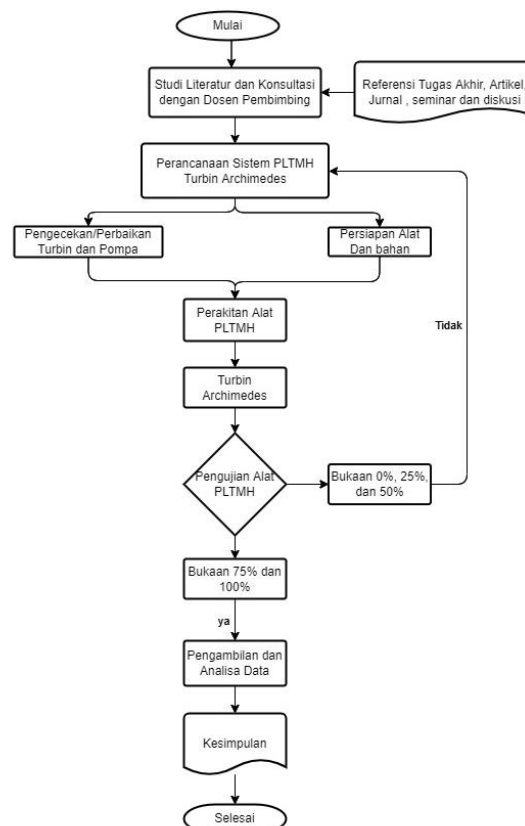 Mulai
Studi Literatur dan Konsultasi
dengan Dosen Pembimbing
Referensi Tugas Akhir, Artikel,
Jurnal , seminar dan diskusi
Perancanaan Sistem PLTMH
Turbin Archimedes
Pengecekan/Perbaikan
Turbin dan Pompa
Persiapan Alat
Dan bahan
Perakitan Alat
PLTMH
Tidak
Turbin
Archimedes
Pengujian Alat
PLTMH
Bukaan 0%, 25%,
dan 50%
Bukaan 75% dan
100%
ya
Pengambilan dan
Analisa Data
Kesimpulan
Selesai